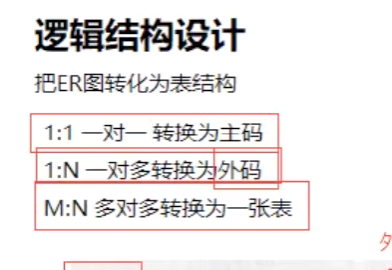 逻辑结构设计
把ER图转化为表结构
1:1 一对一 转换为主码
1:N 一对多转换为外码
M:N 多对多转换为一张表